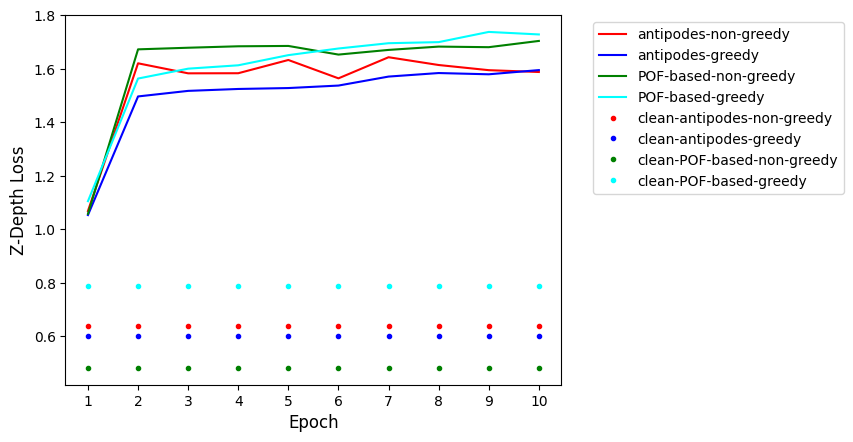 1.8
1.6
1.4
1.2
1.0
0.8
0.6
Z-Depth Loss
1 2 3 4 5 6 7 8 9 10
Epoch
antipodes-non-greedy
antipodes-greedy
POF-based-non-greedy
POF-based-greedy
clean-antipodes-non-greedy
clean-antipodes-greedy
clean-POF-based-non-greedy
clean-POF-based-greedy